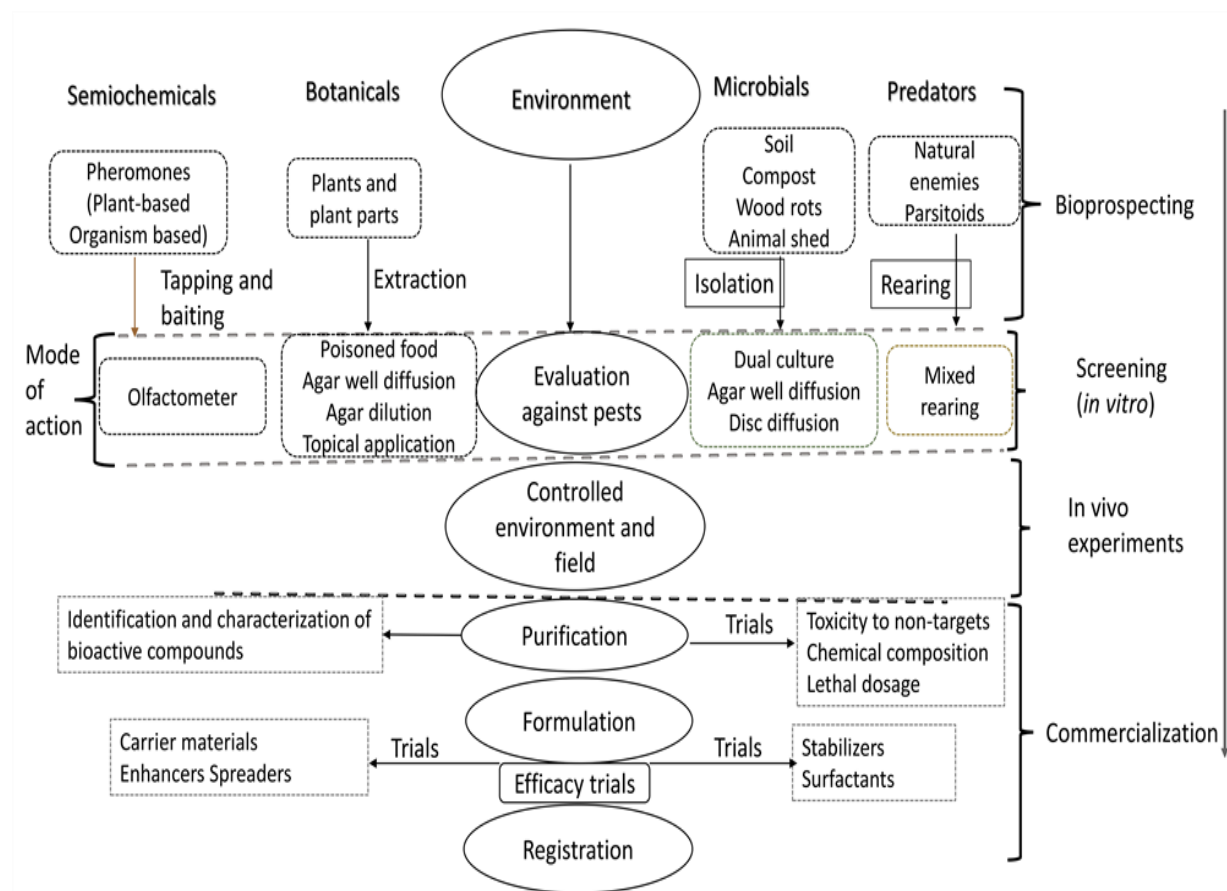 Semiochemicals
Botanicals
Environment
Microbials
Predators
Pheromones
(Plant-based
Organism based)
Plants and
plant parts
Soil
Compost
Wood rots
Animal shed
Natural
enemies
Parsitoids
Bioprospecting
Tapping and
baiting
Extraction
Isolation
Rearing
Mode
of
action
Olfactometer
Poisoned food
Agar well diffusion
Agar dilution
Topical application
Evaluation
against pests
Dual culture
Agar well diffusion
Disc diffusion
Mixed
rearing
Screening
(in vitro)
Controlled
environment and
field
In vivo
experiments
Identification and characterization of
bioactive compounds
Purification
Trials
Toxicity to non-targets
Chemical composition
Lethal dosage
Formulation
Commercialization
Carrier materials
Enhancers Spreaders
Trials
Trials
Stabilizers
Surfactants
Efficacy trials
Registration